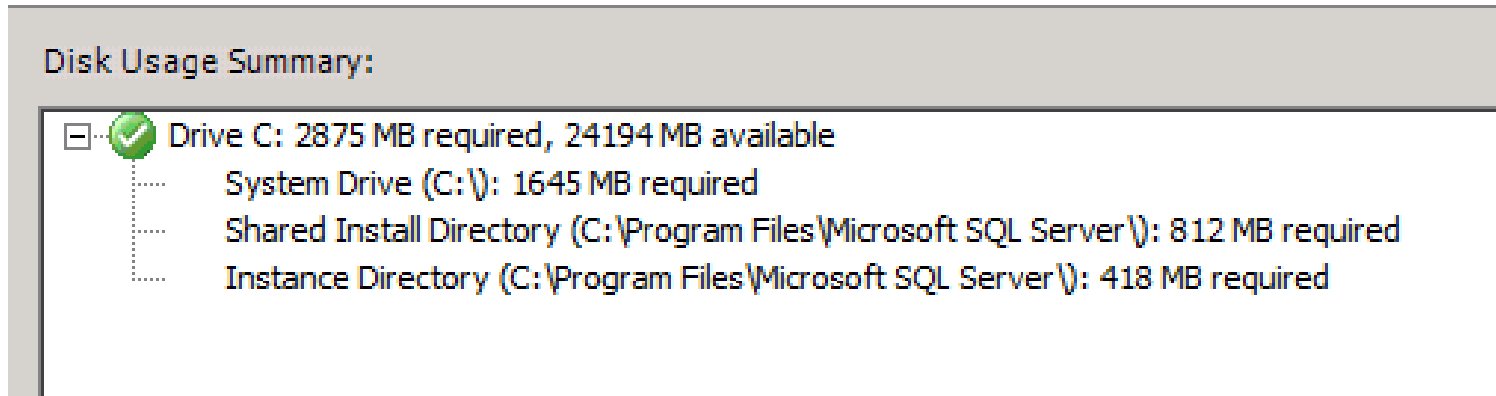 Disk Usage Summary:
Drive C: 2875 MB required, 24194 MB available
System Drive (C:\): 1645 MB required
Shared Install Directory (C:\Program Files\Microsoft SQL Server\): 812 MB required
Instance Directory (C:\Program Files\Microsoft SQL Server\): 418 MB required